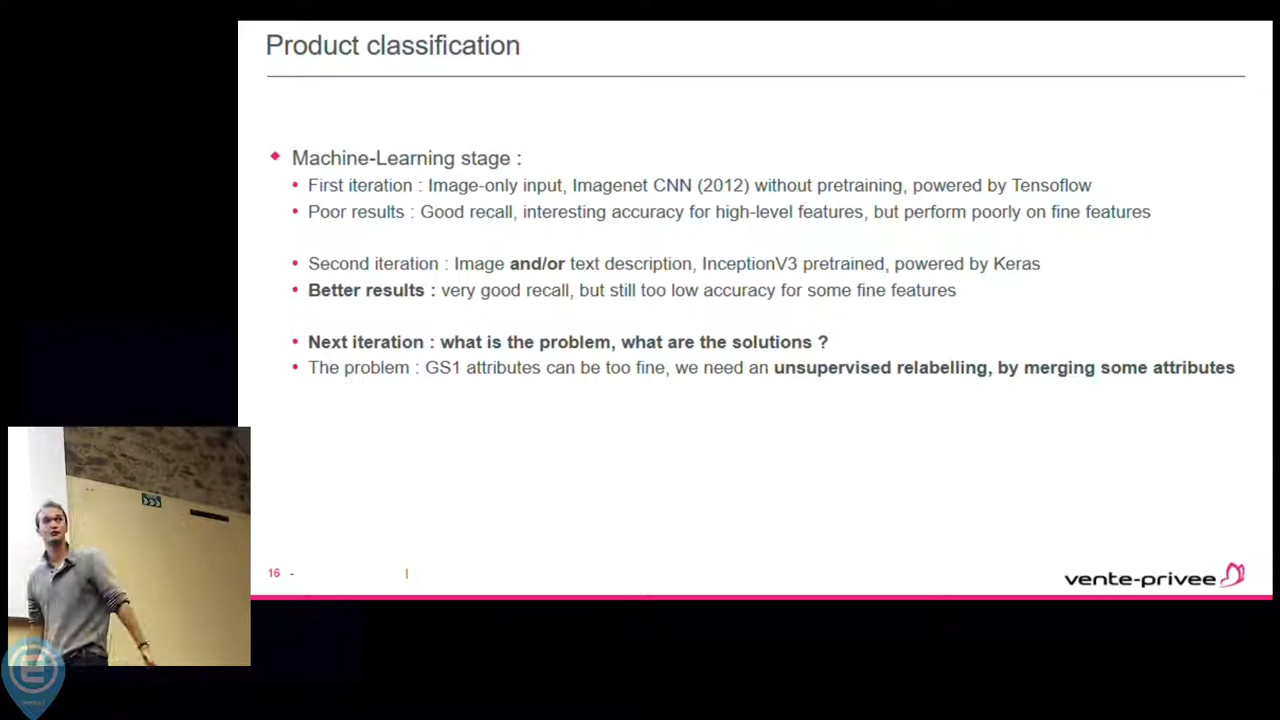 Product classification
Machine-Learning stage :
First iteration : Image-only input, Imagenet CNN (2012) without pretraining, powered by Tensoflow
Poor results : Good recall, interesting accuracy for high-level features, but perform poorly on fine features
Second iteration : Image and/or text description, InceptionV3 pretrained, powered by Keras
Better results : very good recall, but still too low accuracy for some fine features
Next iteration : what is the problem, what are the solutions ?
The problem : GS1 attributes can be too fine, we need an unsupervised relabelling, by merging some attributes
16 - |
vente-privee